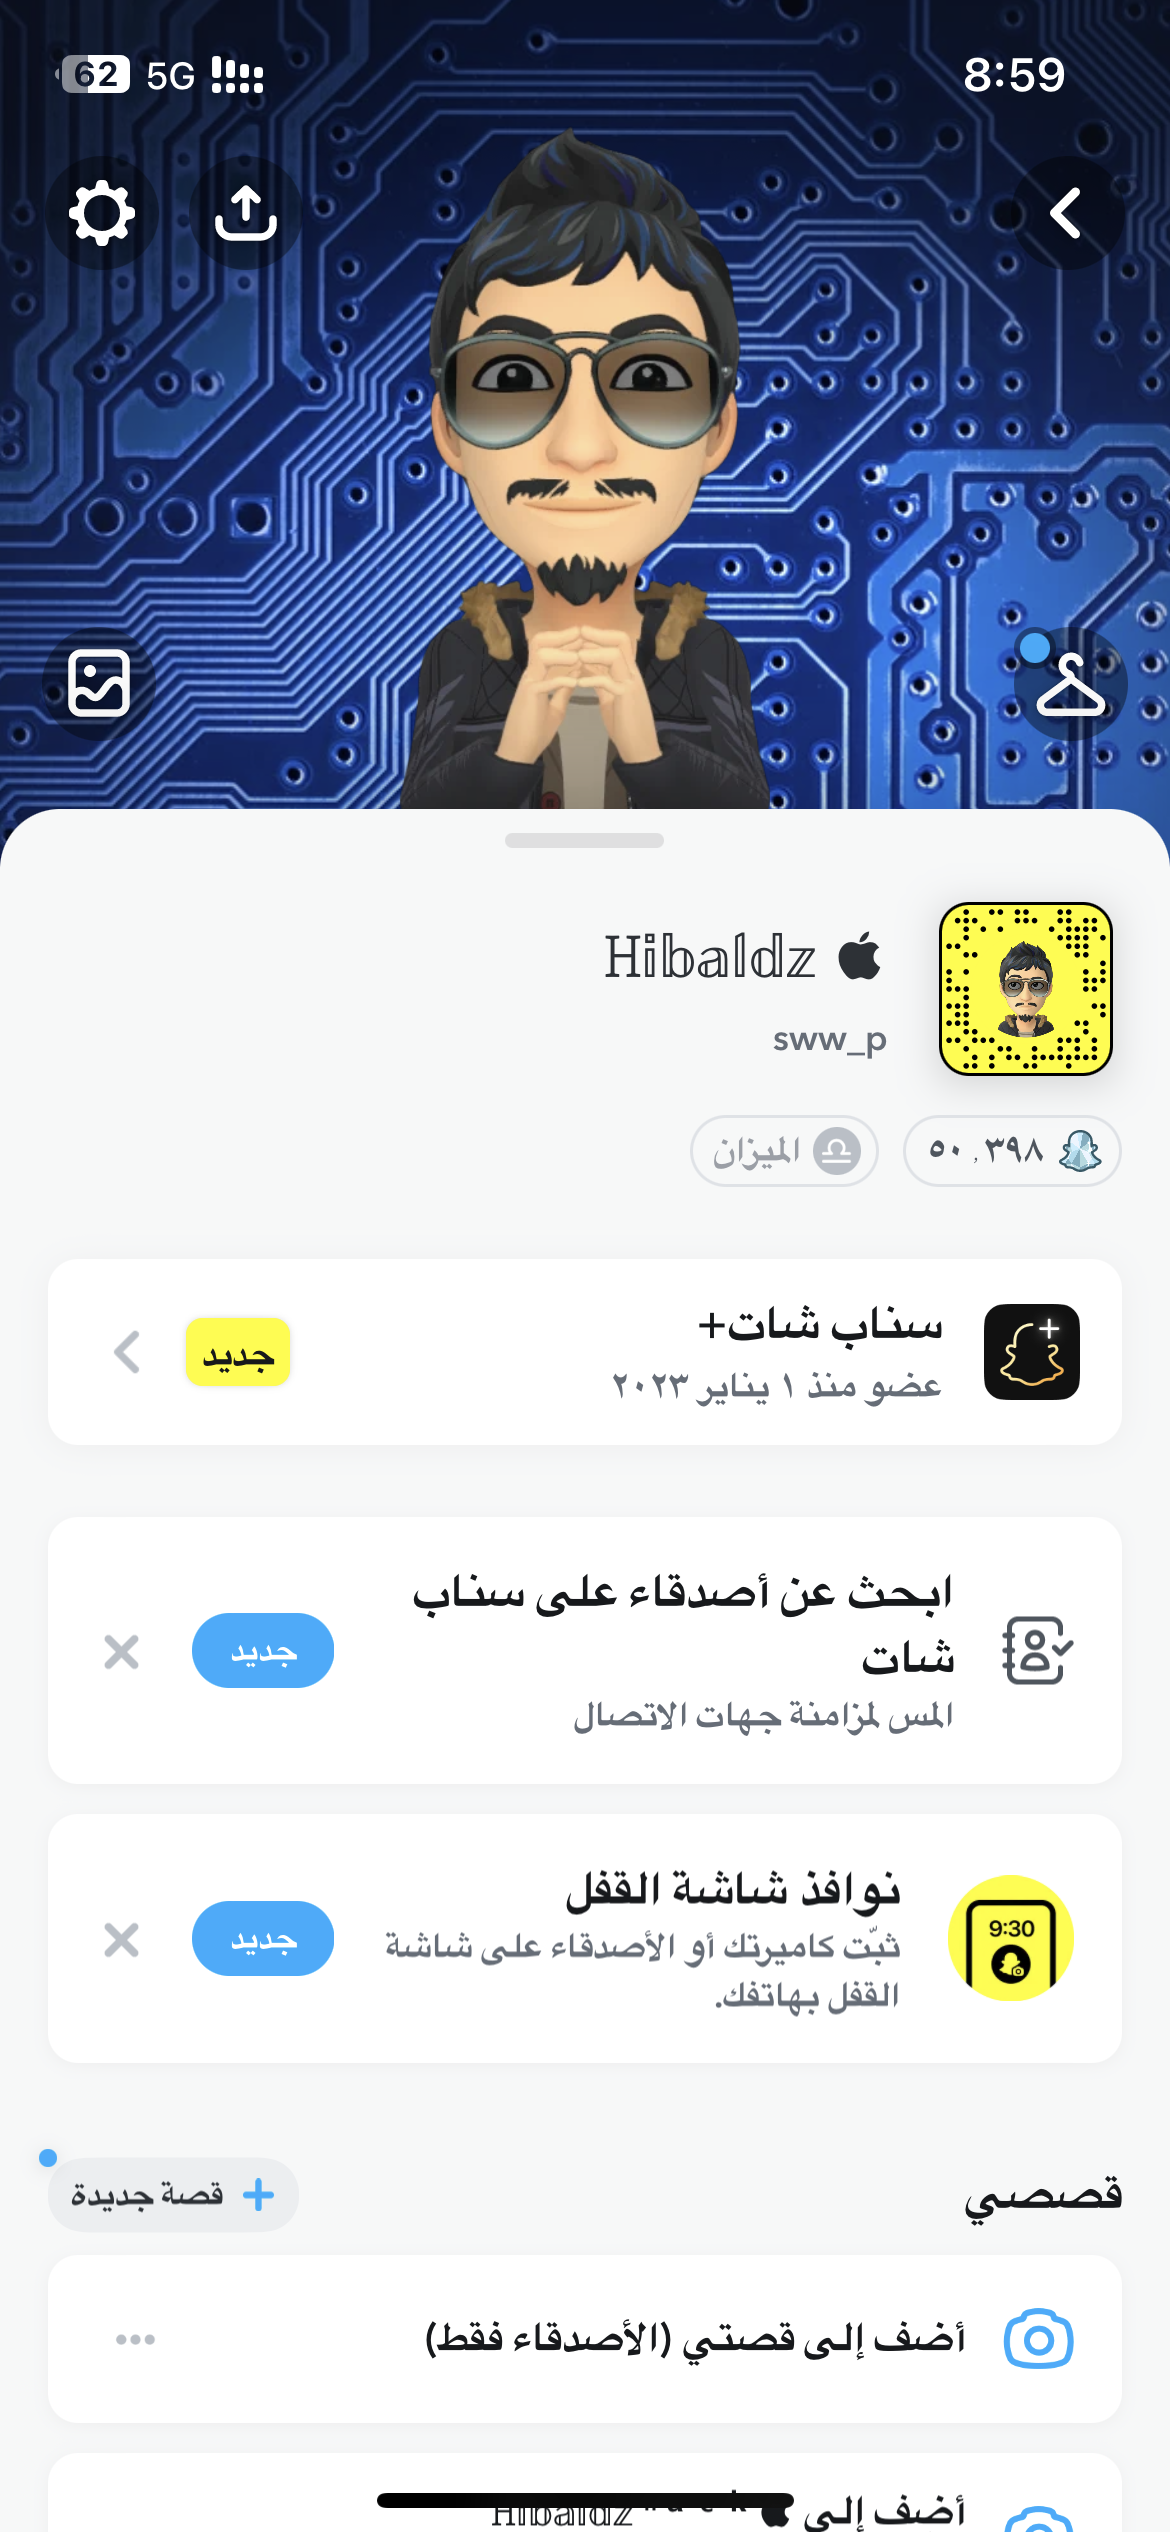 8:59
5G 62
Hibaldz
sww_p
٥٠,٣٩٨
الميزان
سناب شات+
عضو منذ ١ يناير ٢٠٢٣
جديد
ابحث عن أصدقاء على سناب
شات
المس لمزامنة جهات الاتصال
جديد
9:30
نوافذ شاشة القفل
ثبّت كاميرتك أو الأصدقاء على شاشة
القفل بهاتفك.
جديد
قصصي
قصة جديدة
أضف إلى قصتي (الأصدقاء فقط)
أضف إلى
Hibaldz